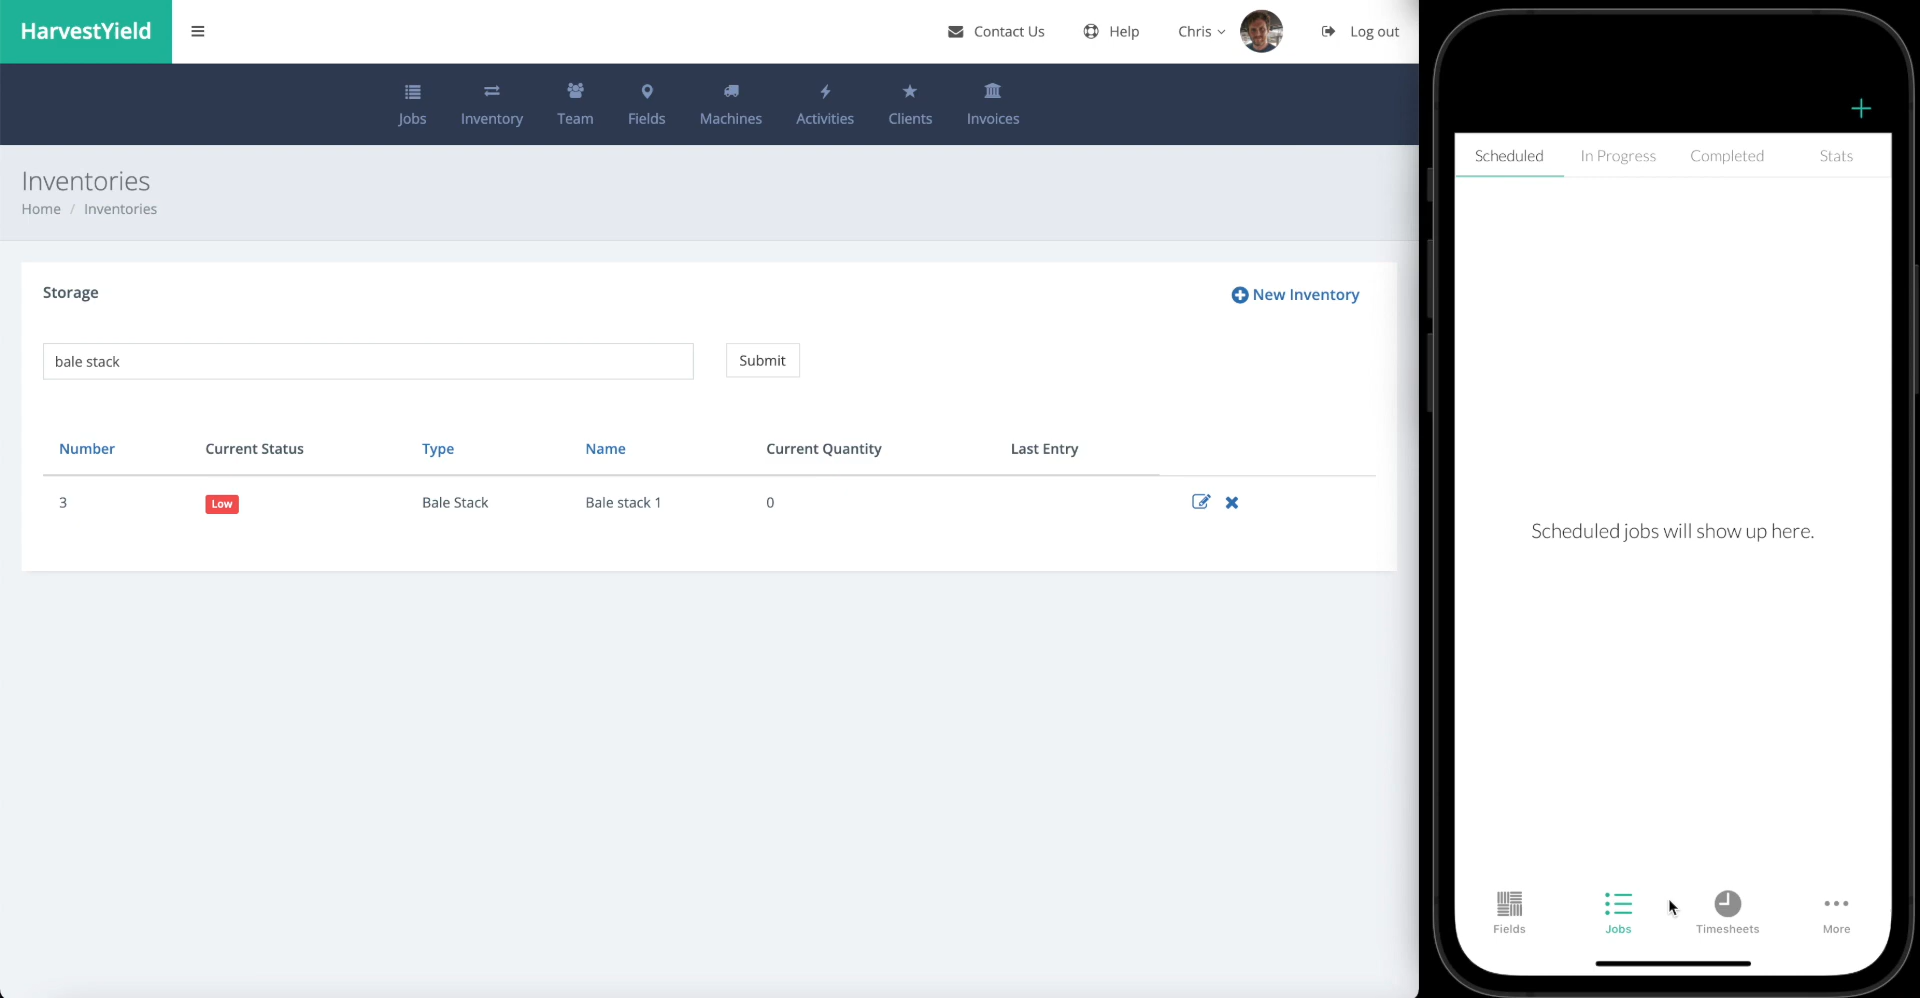 HarvestYield
Contact Us
Help
Chris
Log out
Jobs
Inventory
Team
Fields
Machines
Activities
Clients
Invoices
Inventories
Home / Inventories
Storage
New Inventory
bale stack
Submit
Number Current Status Type Name Current Quantity Last Entry
3 Low Bale Stack Bale stack 1 0
Scheduled In Progress Completed Stats
Scheduled jobs will show up here.
Fields Jobs Timesheets More